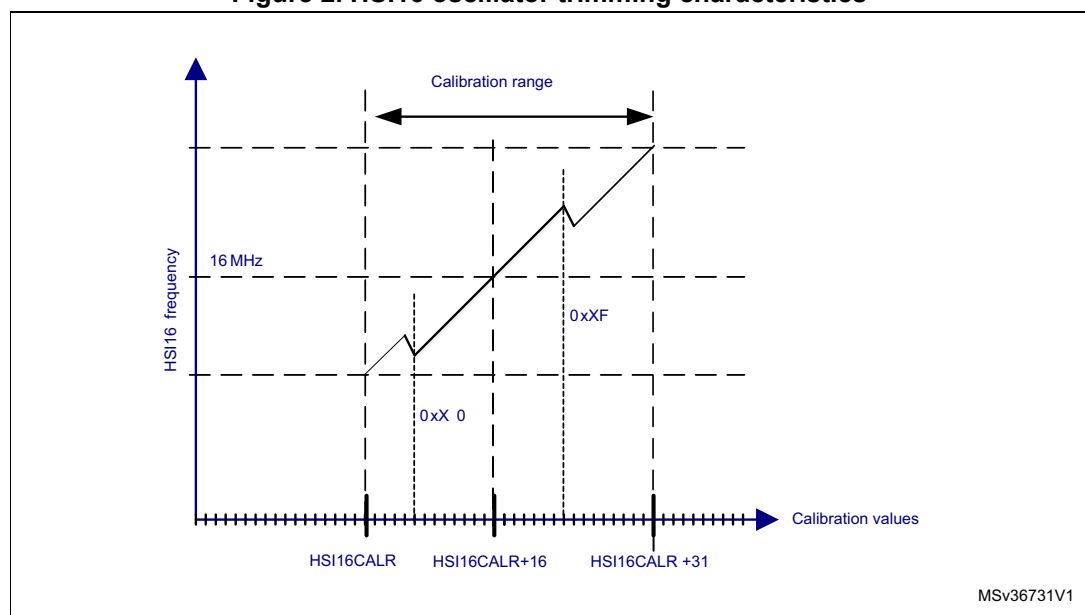 Calibration range
HSI16 frequency
16 MHz
0xXF
0xX 0
Calibration values
HSI16CALR
HSI16CALR+16
HSI16CALR +31
MSv36731V1